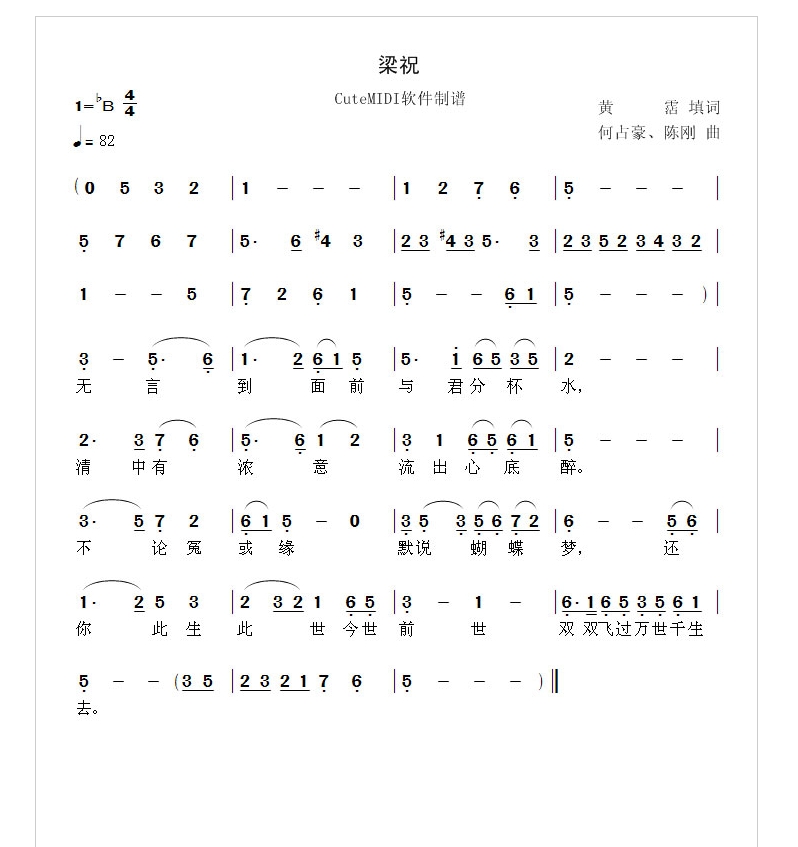 梁祝
CuteMIDI软件制谱
1=♭B 4/4
黄 霑 填词
♩= 82
何占豪、陈刚 曲
(0 5 3 2 | 1 - - - | 1 2 7̣ 6̣ | 5̣ - - - |
5̣ 7 6 7 | 5· 6 #4 3 | 2 3 #4 3 5· 3 | 2 3 5 2 3 4 3 2 |
1 - - 5 | 7̣ 2 6̣ 1 | 5̣ - - 6̣ 1 | 5̣ - - - ) |
3̣ - 5̣· 6̣ | 1· 2 6̣ 1 5̣ | 5· 1̇ 6 5 3 5 | 2 - - - |
无 言 到 面 前 与 君 分 杯 水,
2· 3 7̣ 6̣ | 5̣· 6̣ 1 2 | 3̣ 1 6̣ 5̣ 6̣ 1 | 5̣ - - - |
清 中 有 浓 意 流 出 心 底 醉。
3· 5 7̣ 2 | 6̣ 1 5̣ - 0 | 3̣ 5̣ 3̣ 5̣ 6̣ 7̣ 2 | 6̣ - - 5̣ 6̣ |
不 论 冤 或 缘 默 说 蝴 蝶 梦, 还
1· 2 5 3 | 2 3 2 1 6̣ 5̣ | 3̣ - 1 - | 6̣· 1 6̣ 5̣ 3̣ 5̣ 6̣ 1 |
你 此 生 此 世 今 世 前 世 双 双 飞 过 万 世 千 生
5̣ - - (3 5 | 2 3 2 1 7̣ 6̣ | 5̣ - - - ) ||
去。